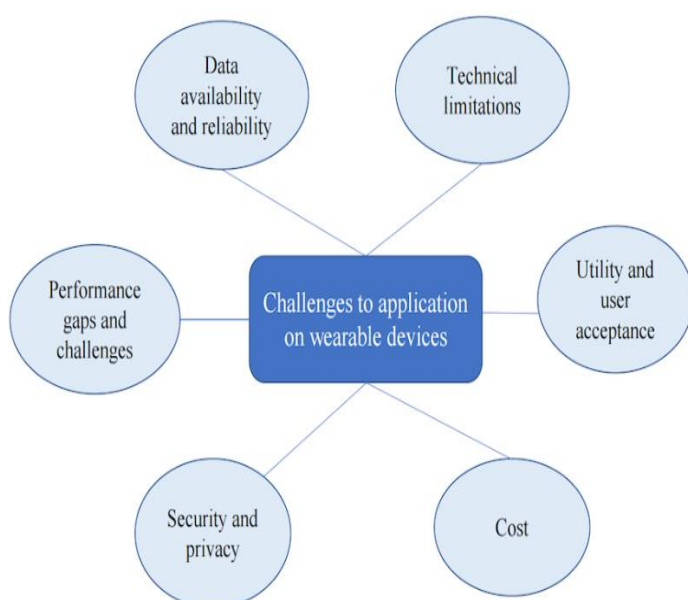 Data
availability
and reliability
Technical
limitations
Performance
gaps and
challenges
Challenges to application
on wearable devices
Utility and
user
acceptance
Security and
privacy
Cost